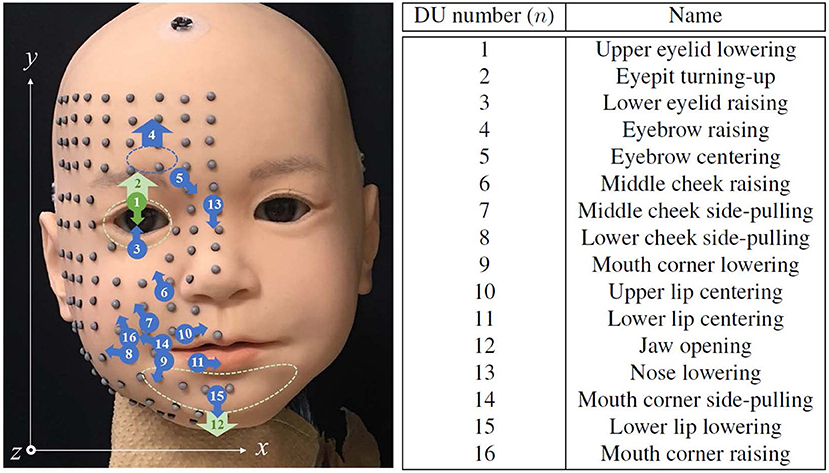 y
4
2
5
1
13
3
6
7
10
16
14
8
9
11
15
12
z
x
DU number (n) Name
1 Upper eyelid lowering
2 Eyepit turning-up
3 Lower eyelid raising
4 Eyebrow raising
5 Eyebrow centering
6 Middle cheek raising
7 Middle cheek side-pulling
8 Lower cheek side-pulling
9 Mouth corner lowering
10 Upper lip centering
11 Lower lip centering
12 Jaw opening
13 Nose lowering
14 Mouth corner side-pulling
15 Lower lip lowering
16 Mouth corner raising